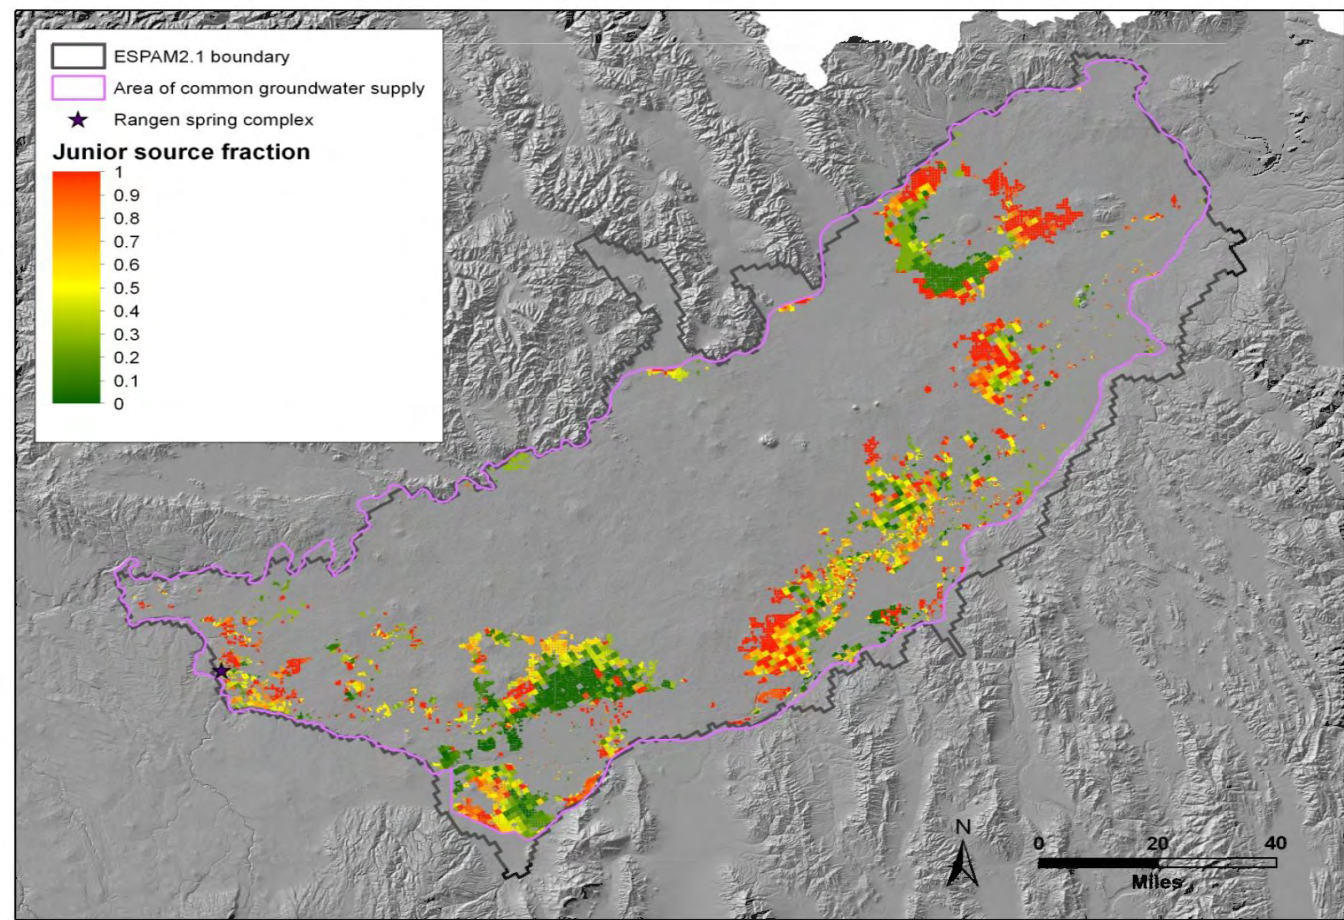 ESPAM2.1 boundary
Area of common groundwater supply
Rangen spring complex
Junior source fraction
1
0.9
0.8
0.7
0.6
0.5
0.4
0.3
0.2
0.1
0
N
0 20 40
Miles